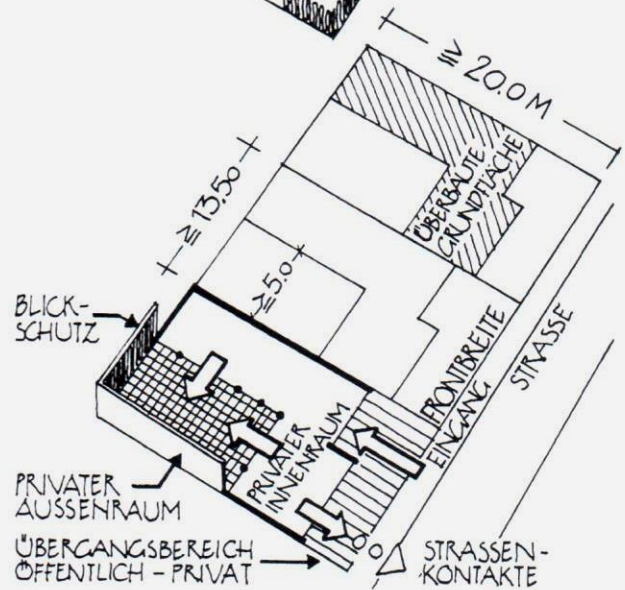 ≧ 20.0 M
≧ 13.50
≧ 5.0
ÜBERBAUTE
GRUNDFLÄCHE
BLICK-
SCHUTZ
FRONTBREITE
EINGANG
STRASSE
PRIVATER
INNENRAUM
PRIVATER
AUSSENRAUM
ÜBERGANGSBEREICH
ÖFFENTLICH - PRIVAT
STRASSEN-
KONTAKTE